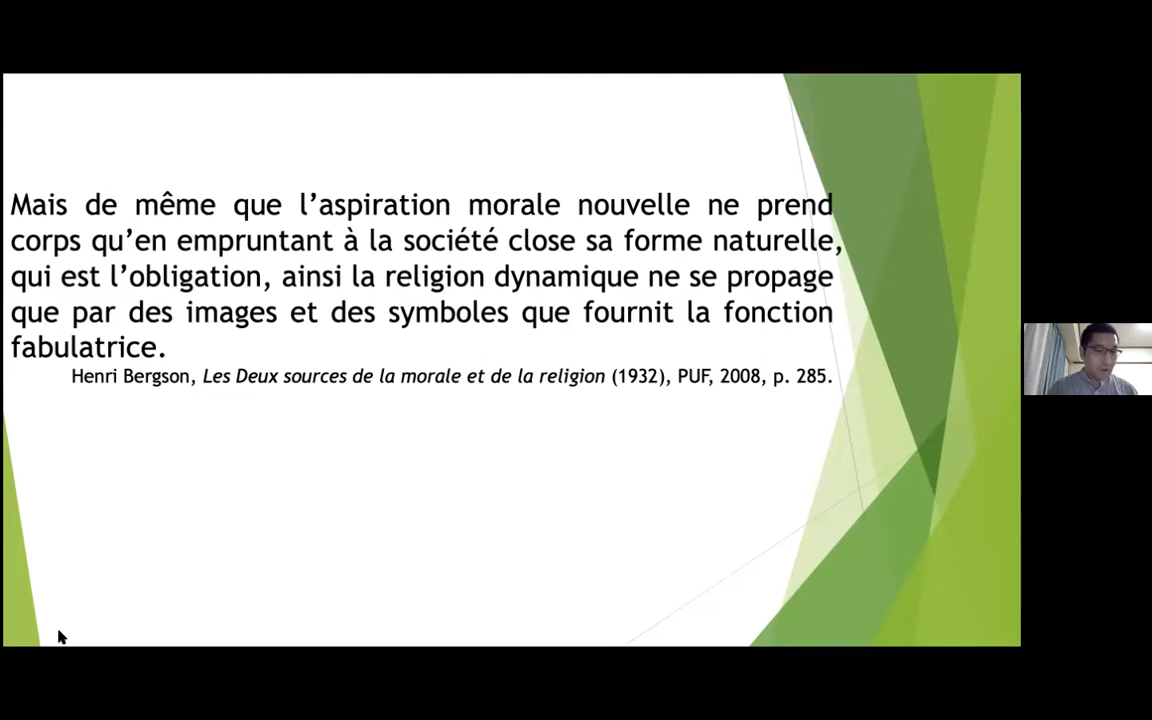 Mais de même que l’aspiration morale nouvelle ne prend
corps qu’en empruntant à la société close sa forme naturelle,
qui est l’obligation, ainsi la religion dynamique ne se propage
que par des images et des symboles que fournit la fonction
fabulatrice.
Henri Bergson, Les Deux sources de la morale et de la religion (1932), PUF, 2008, p. 285.